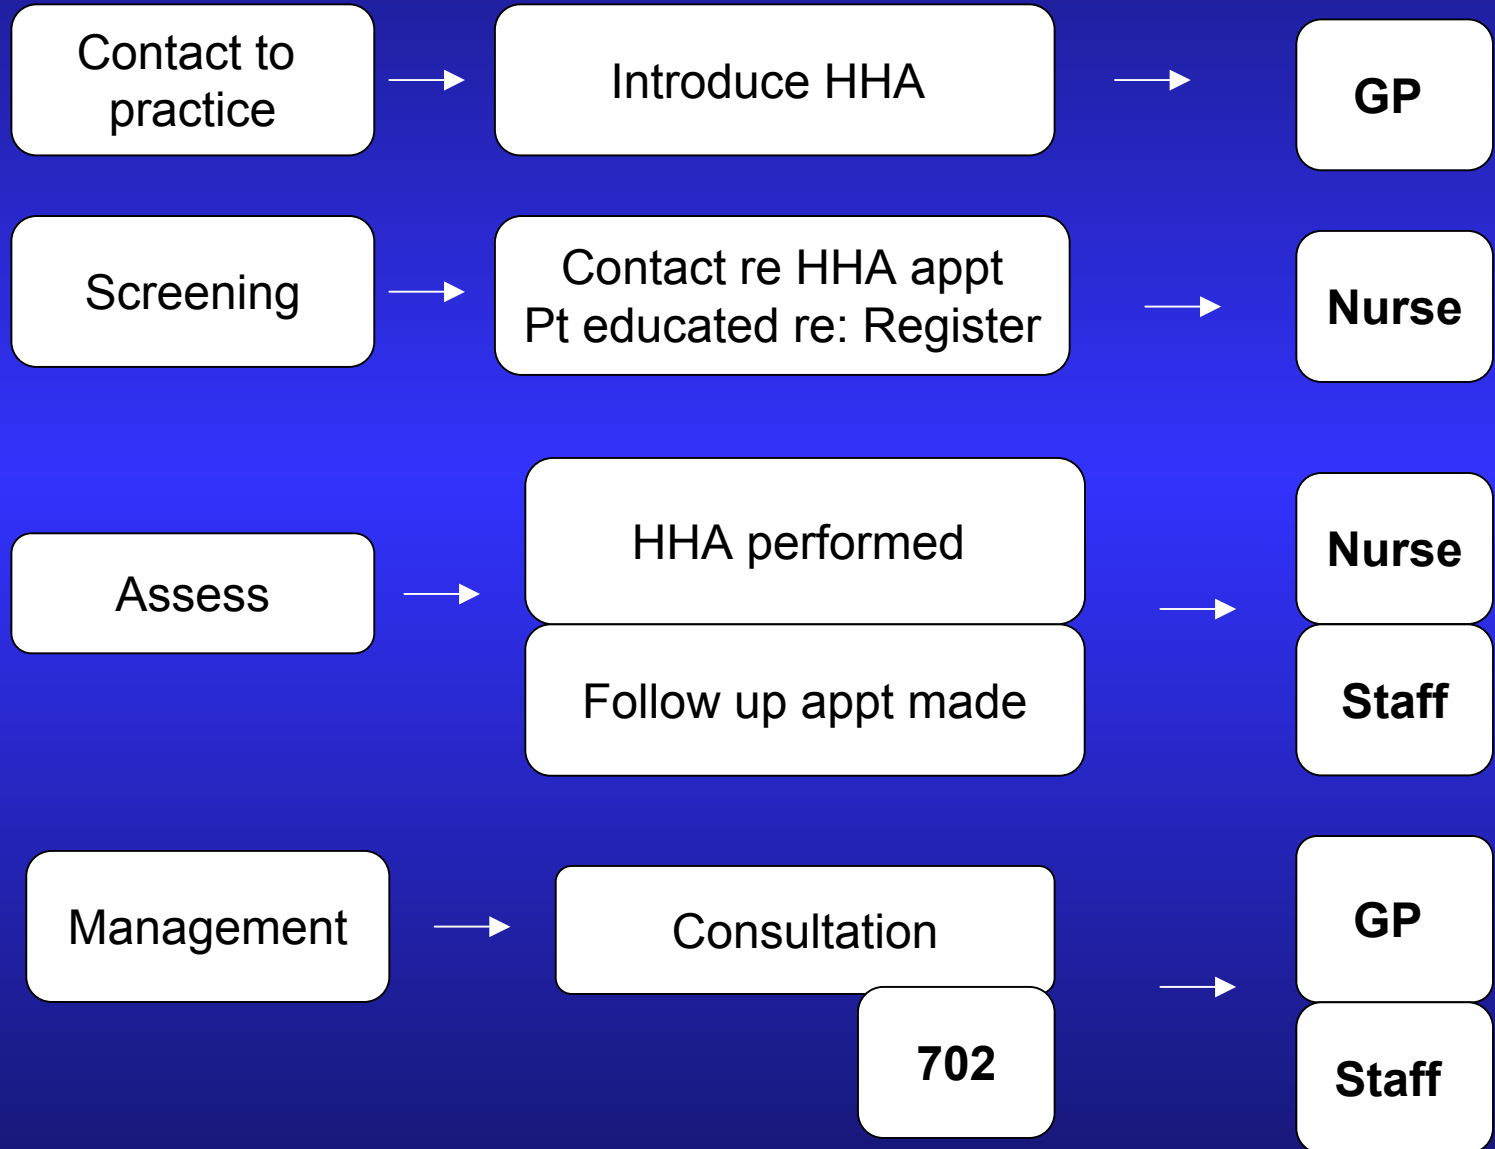 Contact to
practice
Introduce HHA
GP
Screening
Contact re HHA appt
Pt educated re: Register
Nurse
Assess
HHA performed
Follow up appt made
Nurse
Staff
Management
Consultation
702
GP
Staff